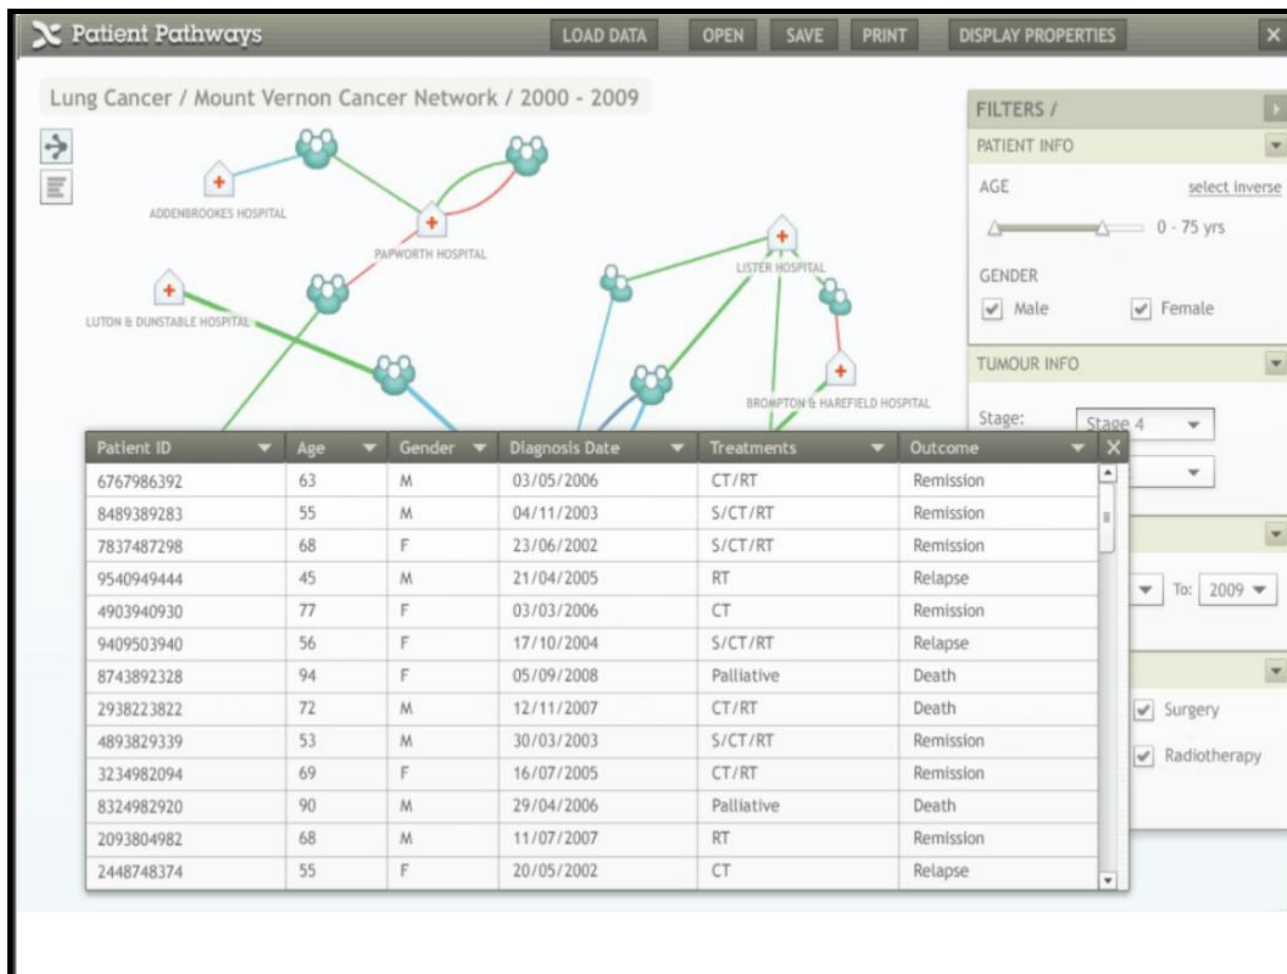 Patient Pathways
LOAD DATA OPEN SAVE PRINT DISPLAY PROPERTIES
Lung Cancer / Mount Vernon Cancer Network / 2000 - 2009
FILTERS /
PATIENT INFO
AGE select inverse
0 - 75 yrs
GENDER
Male Female
TUMOUR INFO
Stage: Stage 4
To: 2009
Surgery
Radiotherapy
ADDENBROOKES HOSPITAL
PAPWORTH HOSPITAL
LISTER HOSPITAL
LUTON & DUNSTABLE HOSPITAL
BROMPTON & HAREFIELD HOSPITAL
Patient ID Age Gender Diagnosis Date Treatments Outcome
6767986392 63 M 03/05/2006 CT/RT Remission
8489389283 55 M 04/11/2003 S/CT/RT Remission
7837487298 68 F 23/06/2002 S/CT/RT Remission
9540949444 45 M 21/04/2005 RT Relapse
4903940930 77 F 03/03/2006 CT Remission
9409503940 56 F 17/10/2004 S/CT/RT Relapse
8743892328 94 F 05/09/2008 Palliative Death
2938223822 72 M 12/11/2007 CT/RT Death
4893829339 53 M 30/03/2003 S/CT/RT Remission
3234982094 69 F 16/07/2005 CT/RT Remission
8324982920 90 M 29/04/2006 Palliative Death
2093804982 68 M 11/07/2007 RT Remission
2448748374 55 F 20/05/2002 CT Relapse